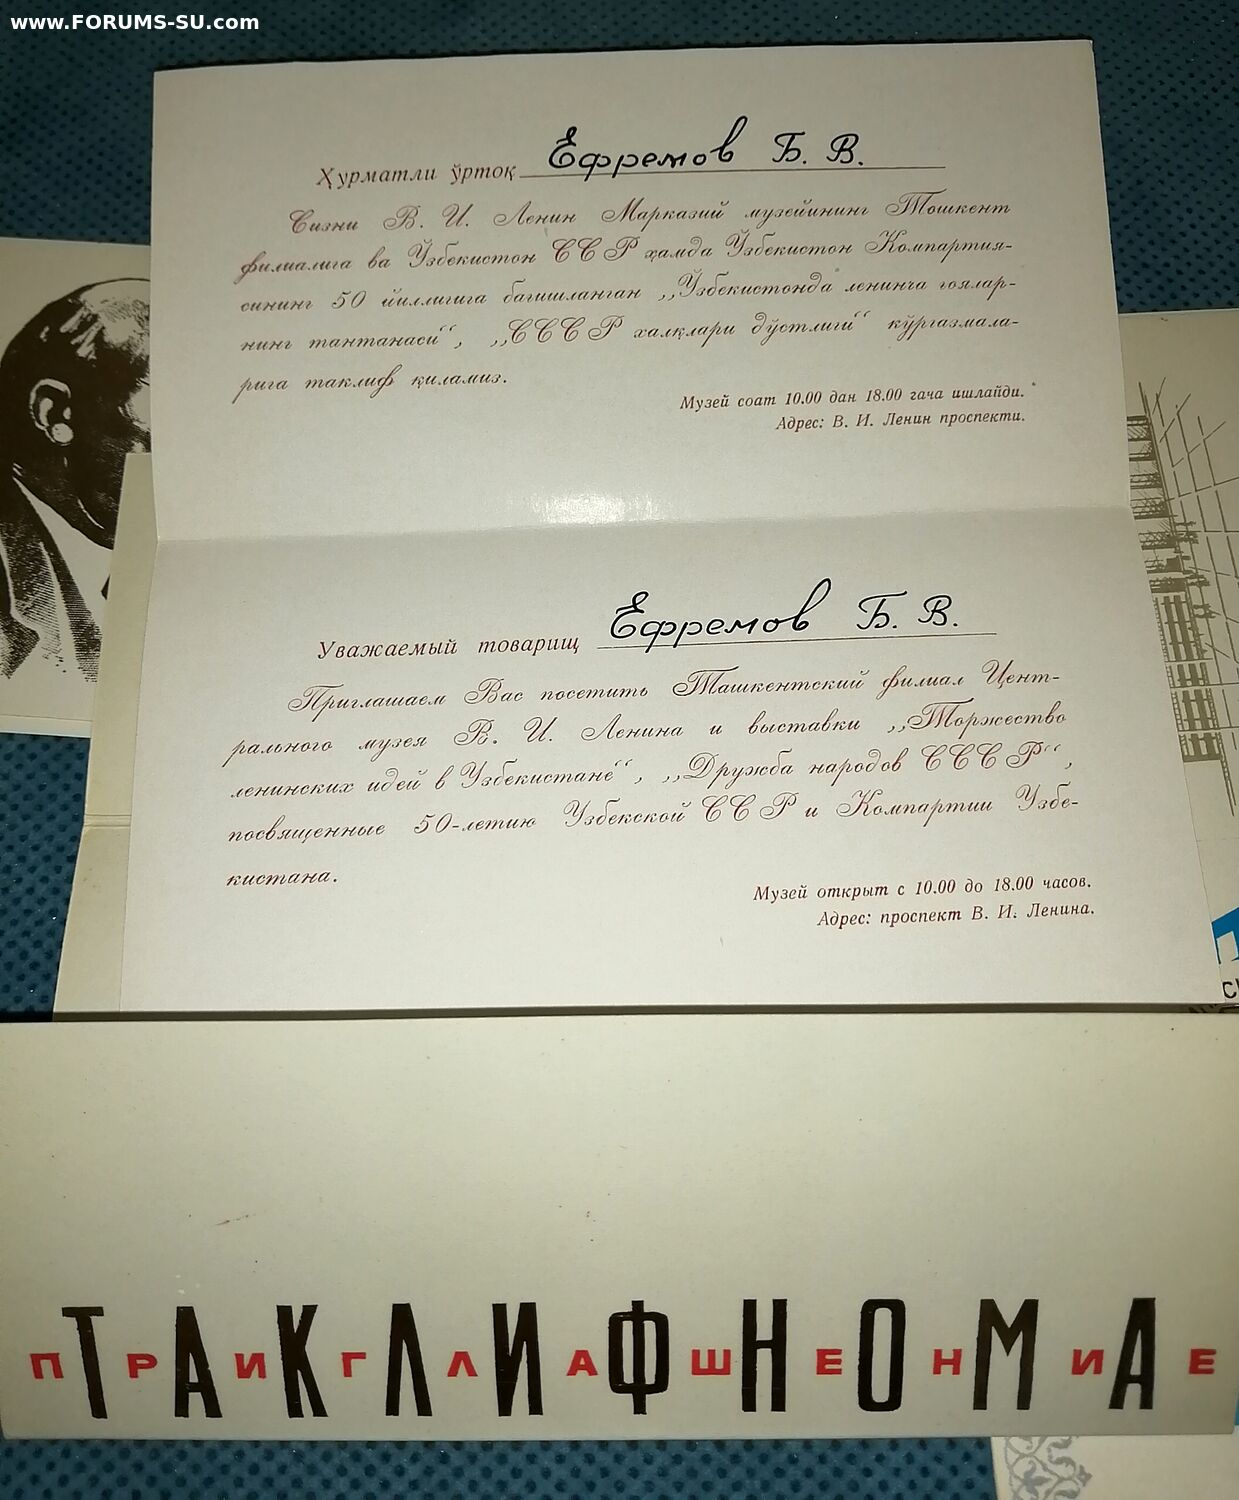 www.FORUMS-SU.com
Ҳурматли ўртоқ Ефремов Б. В.
Сизни В. И. Ленин Марказий музейининг Тошкент
филиалига ва Ўзбекистон ССР ҳамда Ўзбекистон Компартия-
сининг 50 йиллигига бағишланган „Ўзбекистонда ленинча ғоялар-
нинг тантанаси“, „СССР халқлари дўстлиги“ кўргазмала-
рига таклиф қиламиз.
Музей соат 10.00 дан 18.00 гача ишлайди.
Адрес: В. И. Ленин проспекти.
Уважаемый товарищ Ефремов Б. В.
Приглашаем Вас посетить Ташкентский филиал Цент-
рального музея В. И. Ленина и выставки „Торжество
ленинских идей в Узбекистане“, „Дружба народов СССР“,
посвященные 50-летию Узбекской ССР и Компартии Узбе-
кистана.
Музей открыт с 10.00 до 18.00 часов.
Адрес: проспект В. И. Ленина.
ТАКЛИФНОМА
ПРИГЛАШЕНИЕ